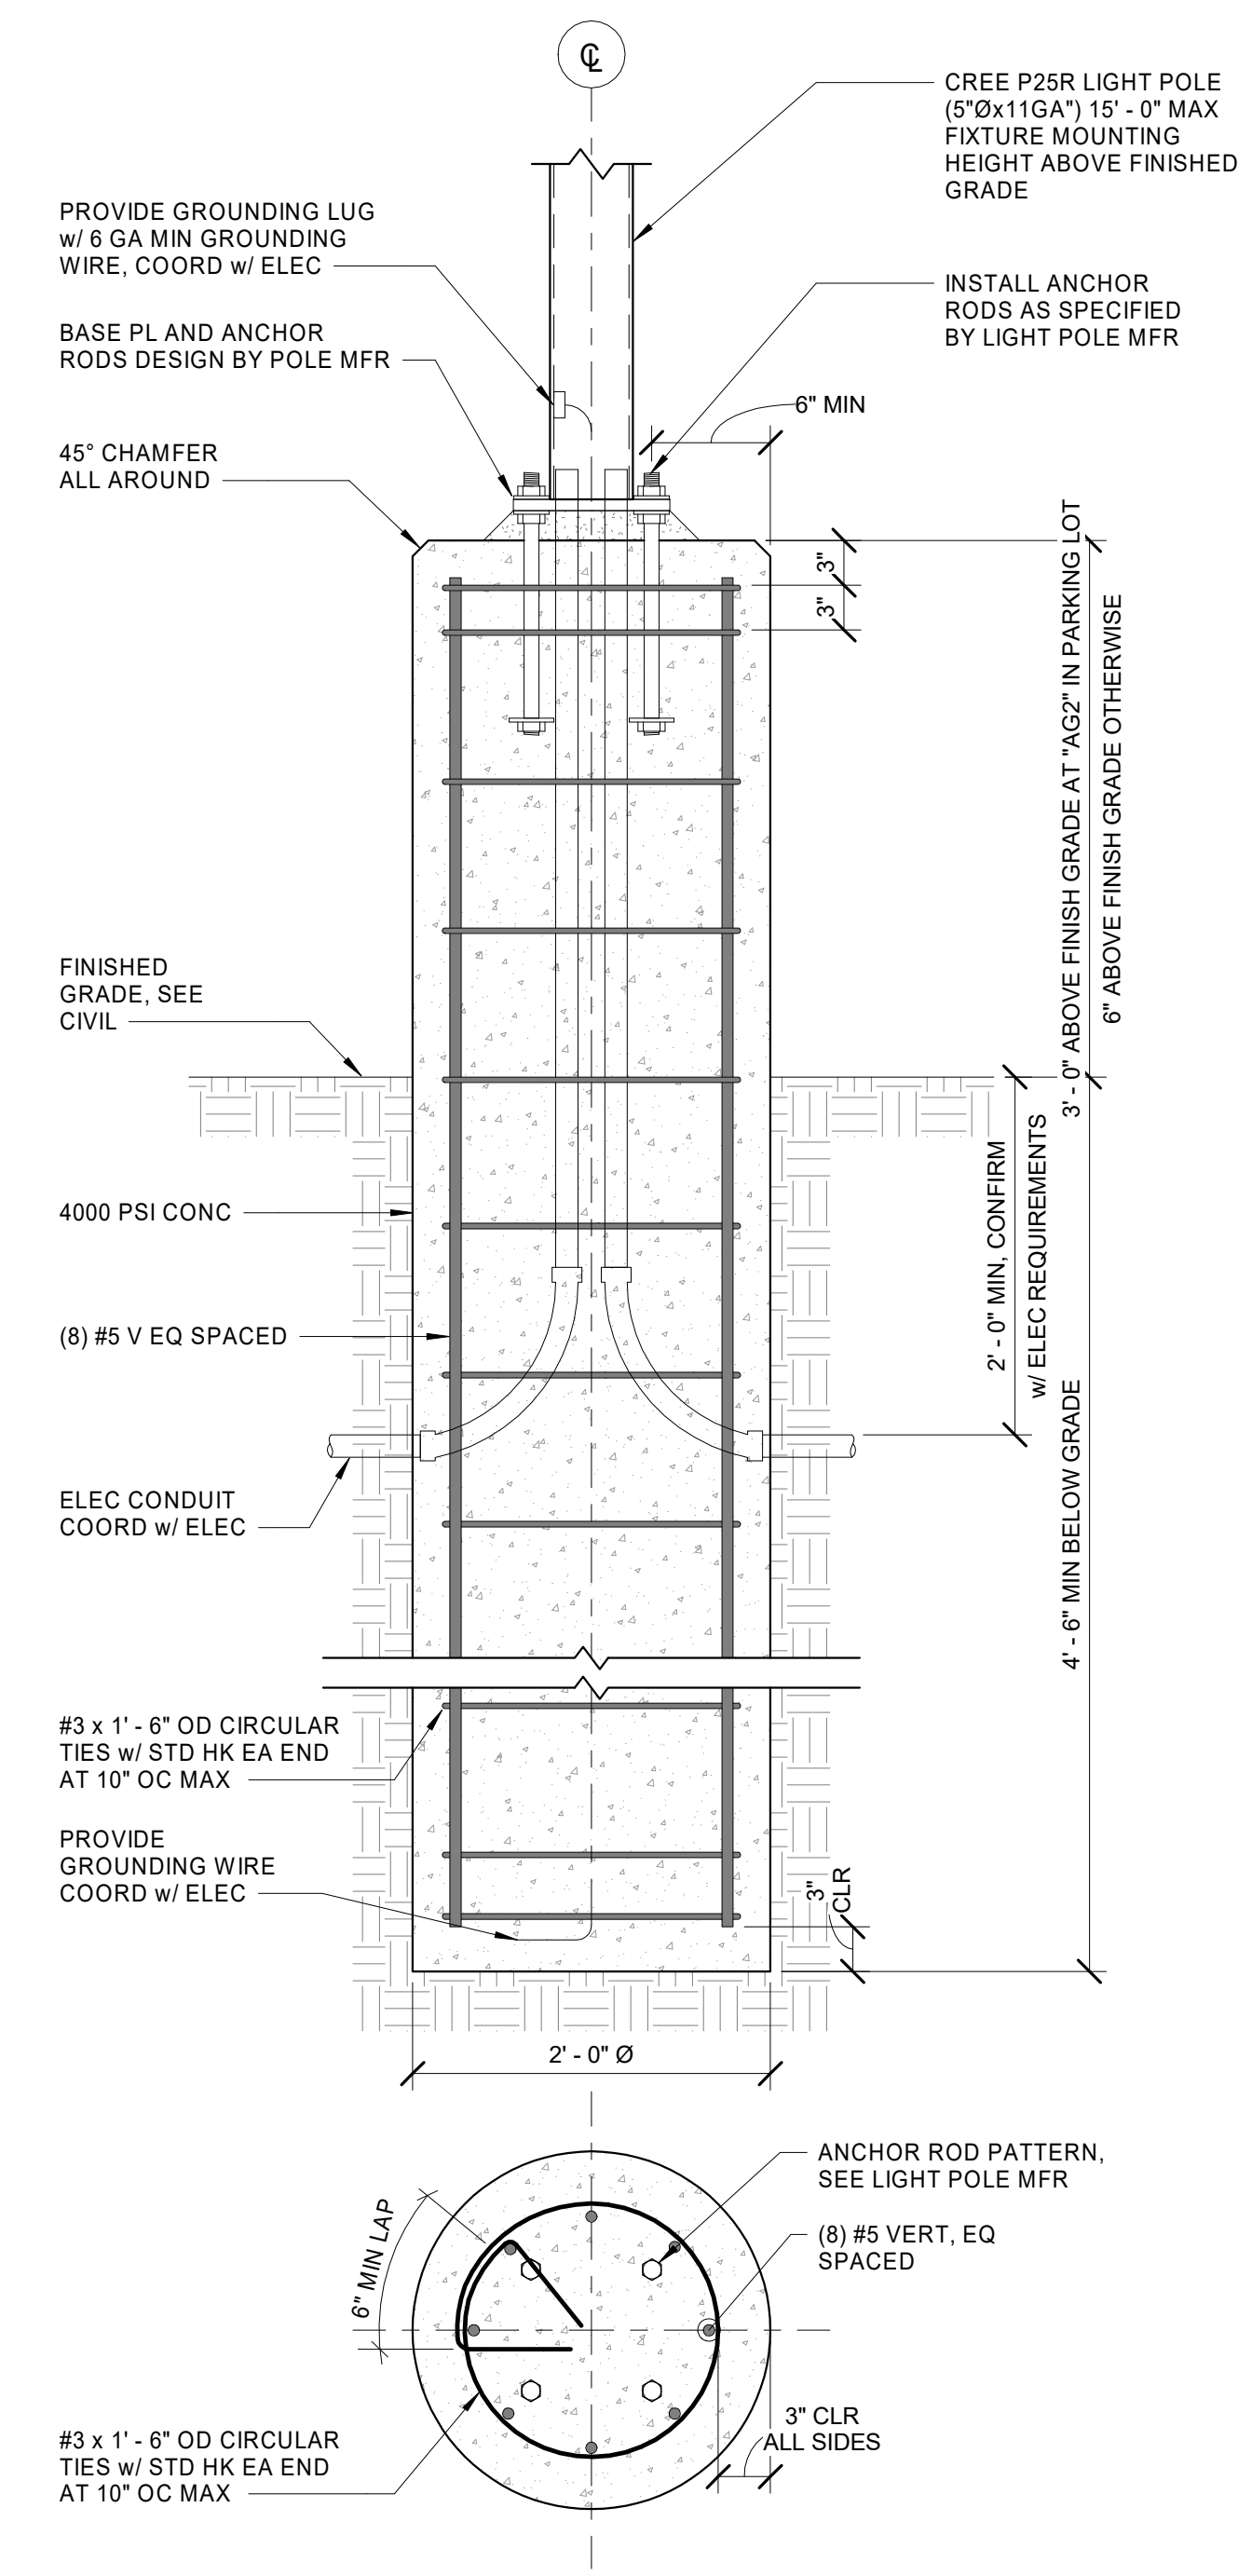 ℄
CREE P25R LIGHT POLE
(5"Øx11GA") 15' - 0" MAX
FIXTURE MOUNTING
HEIGHT ABOVE FINISHED
GRADE
PROVIDE GROUNDING LUG
w/ 6 GA MIN GROUNDING
WIRE, COORD w/ ELEC
INSTALL ANCHOR
RODS AS SPECIFIED
BY LIGHT POLE MFR
BASE PL AND ANCHOR
RODS DESIGN BY POLE MFR
6" MIN
45° CHAMFER
ALL AROUND
3"
3"
3' - 0" ABOVE FINISH GRADE AT "AG2" IN PARKING LOT
6" ABOVE FINISH GRADE OTHERWISE
FINISHED
GRADE, SEE
CIVIL
2' - 0" MIN, CONFIRM
w/ ELEC REQUIREMENTS
4000 PSI CONC
(8) #5 V EQ SPACED
4' - 6" MIN BELOW GRADE
ELEC CONDUIT
COORD w/ ELEC
#3 x 1' - 6" OD CIRCULAR
TIES w/ STD HK EA END
AT 10" OC MAX
PROVIDE
GROUNDING WIRE
COORD w/ ELEC
3"
CLR
2' - 0" Ø
ANCHOR ROD PATTERN,
SEE LIGHT POLE MFR
(8) #5 VERT, EQ
SPACED
6" MIN LAP
3" CLR
ALL SIDES
#3 x 1' - 6" OD CIRCULAR
TIES w/ STD HK EA END
AT 10" OC MAX